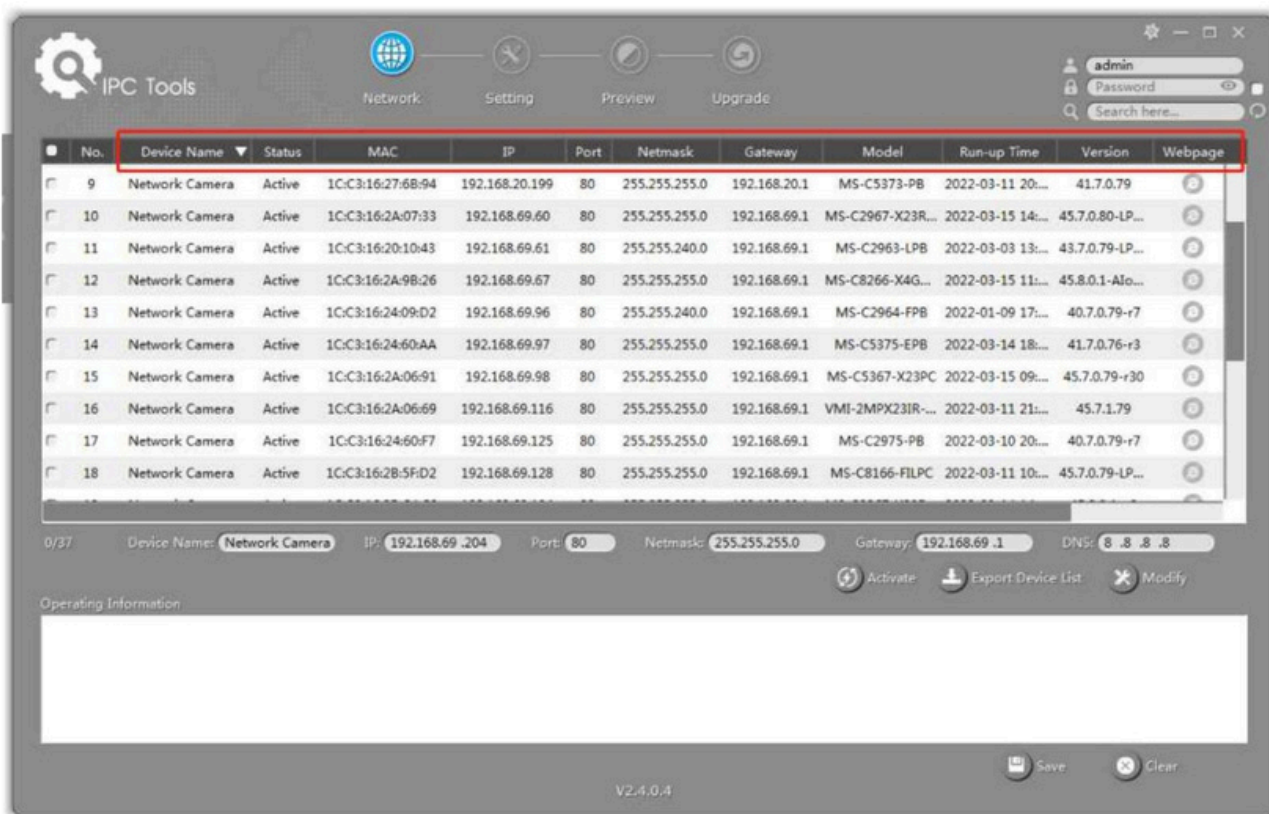 IPC Tools
Network Setting Preview Upgrade
admin
Password
Search here...
No. Device Name Status MAC IP Port Netmask Gateway Model Run-up Time Version Webpage
9 Network Camera Active 1C:C3:16:27:6B:94 192.168.20.199 80 255.255.255.0 192.168.20.1 MS-C5373-PB 2022-03-11 20:... 41.7.0.79
10 Network Camera Active 1C:C3:16:2A:07:33 192.168.69.60 80 255.255.255.0 192.168.69.1 MS-C2967-X23R... 2022-03-15 14:... 45.7.0.80-LP...
11 Network Camera Active 1C:C3:16:20:10:43 192.168.69.61 80 255.255.240.0 192.168.69.1 MS-C2963-LPB 2022-03-03 13:... 43.7.0.79-LP...
12 Network Camera Active 1C:C3:16:2A:9B:26 192.168.69.67 80 255.255.255.0 192.168.69.1 MS-C8266-X4G... 2022-03-15 11:... 45.8.0.1-AIo...
13 Network Camera Active 1C:C3:16:24:09:D2 192.168.69.96 80 255.255.240.0 192.168.69.1 MS-C2964-FPB 2022-01-09 17:... 40.7.0.79-r7
14 Network Camera Active 1C:C3:16:24:60:AA 192.168.69.97 80 255.255.255.0 192.168.69.1 MS-C5375-EPB 2022-03-14 18:... 41.7.0.76-r3
15 Network Camera Active 1C:C3:16:2A:06:91 192.168.69.98 80 255.255.255.0 192.168.69.1 MS-C5367-X23PC 2022-03-15 09:... 45.7.0.79-r30
16 Network Camera Active 1C:C3:16:2A:06:69 192.168.69.116 80 255.255.255.0 192.168.69.1 VMI-2MPX23IR-... 2022-03-11 21:... 45.7.1.79
17 Network Camera Active 1C:C3:16:24:60:F7 192.168.69.125 80 255.255.255.0 192.168.69.1 MS-C2975-PB 2022-03-10 20:... 40.7.0.79-r7
18 Network Camera Active 1C:C3:16:2B:5F:D2 192.168.69.128 80 255.255.255.0 192.168.69.1 MS-C8166-FILPC 2022-03-11 10:... 45.7.0.79-LP...
0/37 Device Name: Network Camera IP: 192.168.69 .204 Port: 80 Netmask: 255.255.255.0 Gateway: 192.168.69 .1 DNS: 8 .8 .8 .8
Activate Export Device List Modify
Operating Information
Save Clear
V2.4.0.4